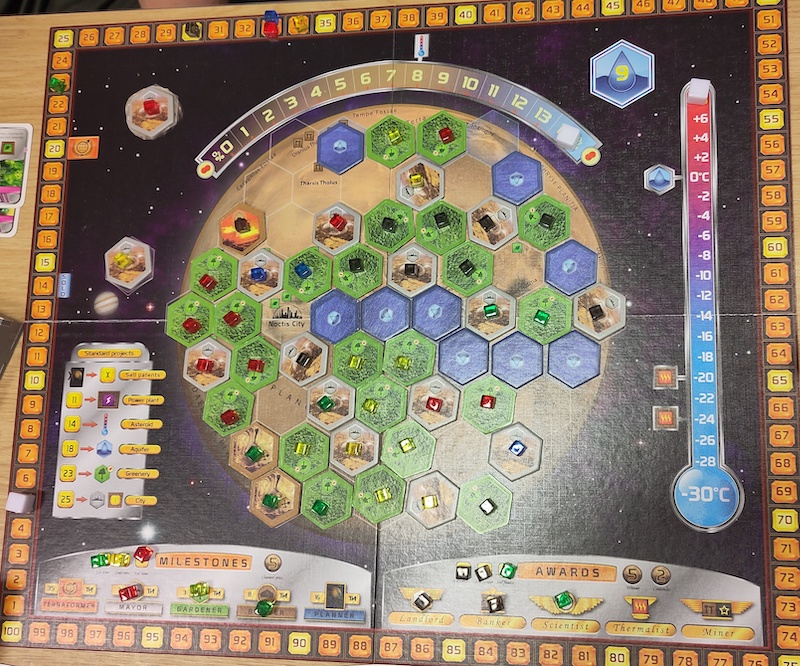 25 26 27 28 29 31 32 35 36 37 38 39 40 41 42 43 44 45 46 47 48 49 51
24
22
21
20
19
18
17
16
15
14
13
12
11
10
9
8
7
6
4
3
2
1
52
53
54
55
56
57
58
59
60
61
62
63
64
65
66
67
68
69
70
71
72
73
74
%0 1 2 3 4 5 6 7 8 9 10 11 12 13
Tempe Fossae
Tharsis Tholus
Noctis City
9
+6
+4
+2
0°C
-2
-4
-6
-8
-10
-12
-14
-16
-18
-20
-22
-24
-26
-28
-30°C
Standard projects
Sell patents
11 Power plant
14 Asteroid
18 Aquifer
23 Greenery
25 City
MILESTONES 5
TERRAFORMER
MAYOR
GARDENER
PLANNER
AWARDS 5 2
Landlord
Banker
Scientist
Thermalist
Miner
100 99 98 97 96 95 94 93 92 91 90 89 88 87 86 85 84 83 82 81 80 79 78 77 76 75